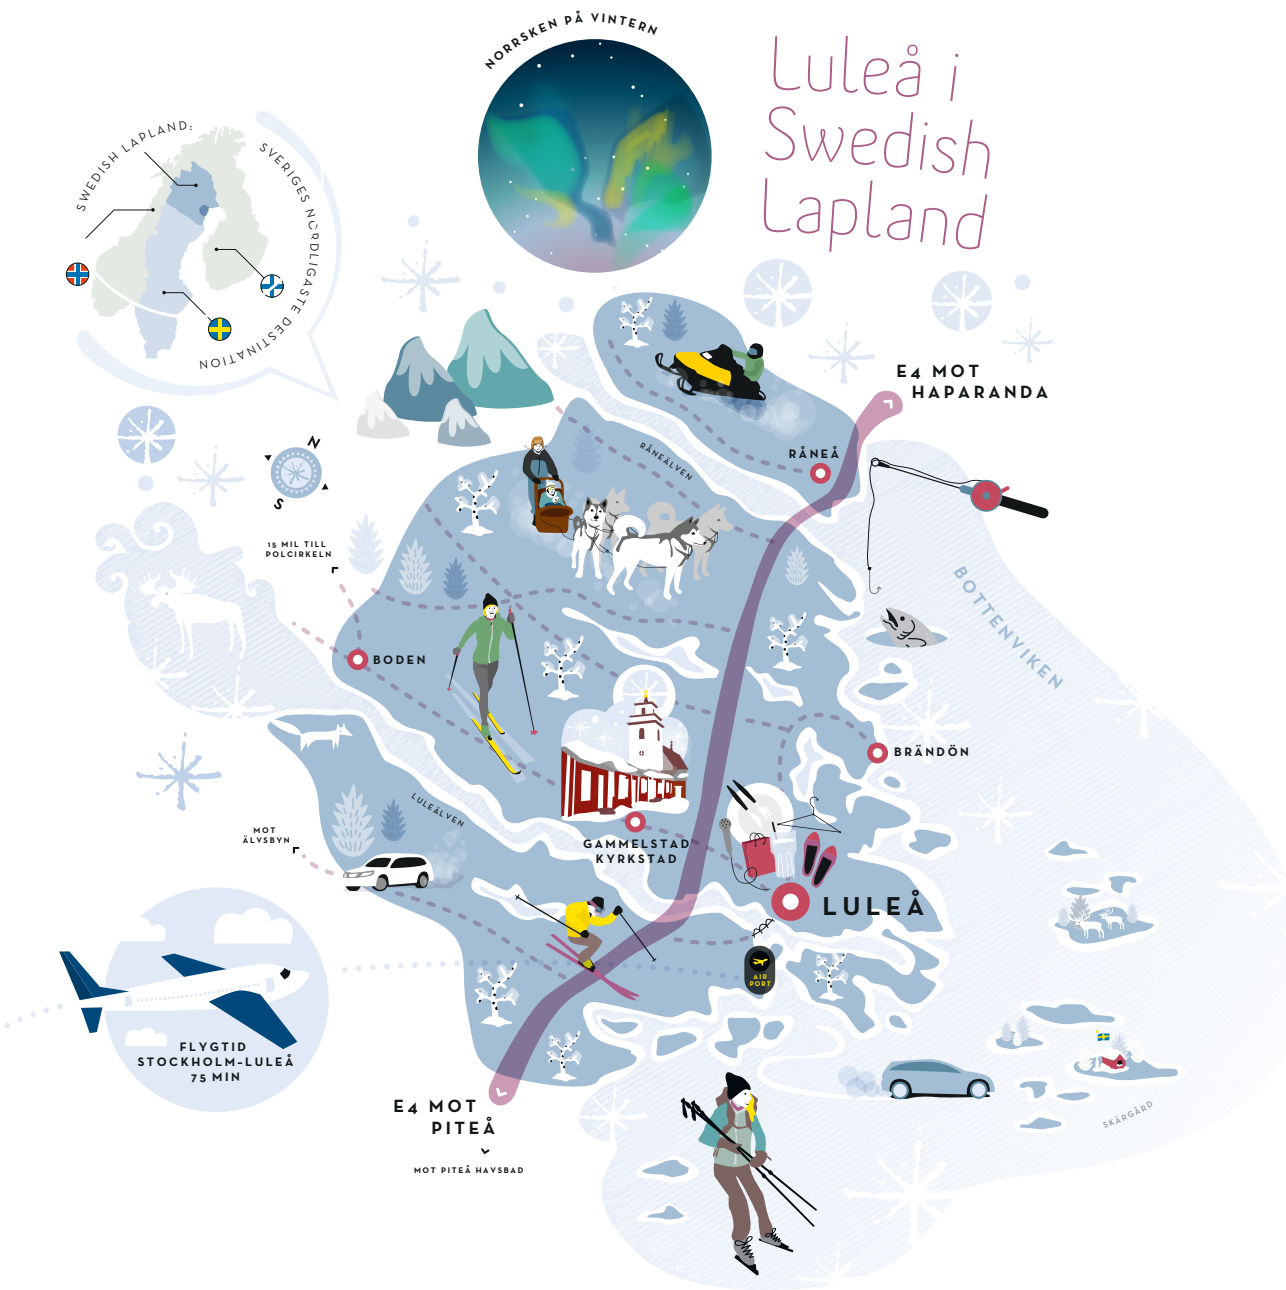 NORRSKEN PÅ VINTERN
Luleå i
Swedish
Lapland
SWEDISH LAPLAND:
SVERIGES NORDLIGASTE DESTINATION
E4 MOT
HAPARANDA
RÅNEÅ
RÅNEÄLVEN
N
S
15 MIL TILL
POLCIRKELN
BOTTENVIKEN
BODEN
BRÄNDÖN
LULEÄLVEN
MOT
ÄLVSBYN
GAMMELSTAD
KYRKSTAD
LULEÅ
AIR
PORT
FLYGTID
STOCKHOLM–LULEÅ
75 MIN
E4 MOT
PITEÅ
MOT PITEÅ HAVSBAD
SKÄRGÅRD